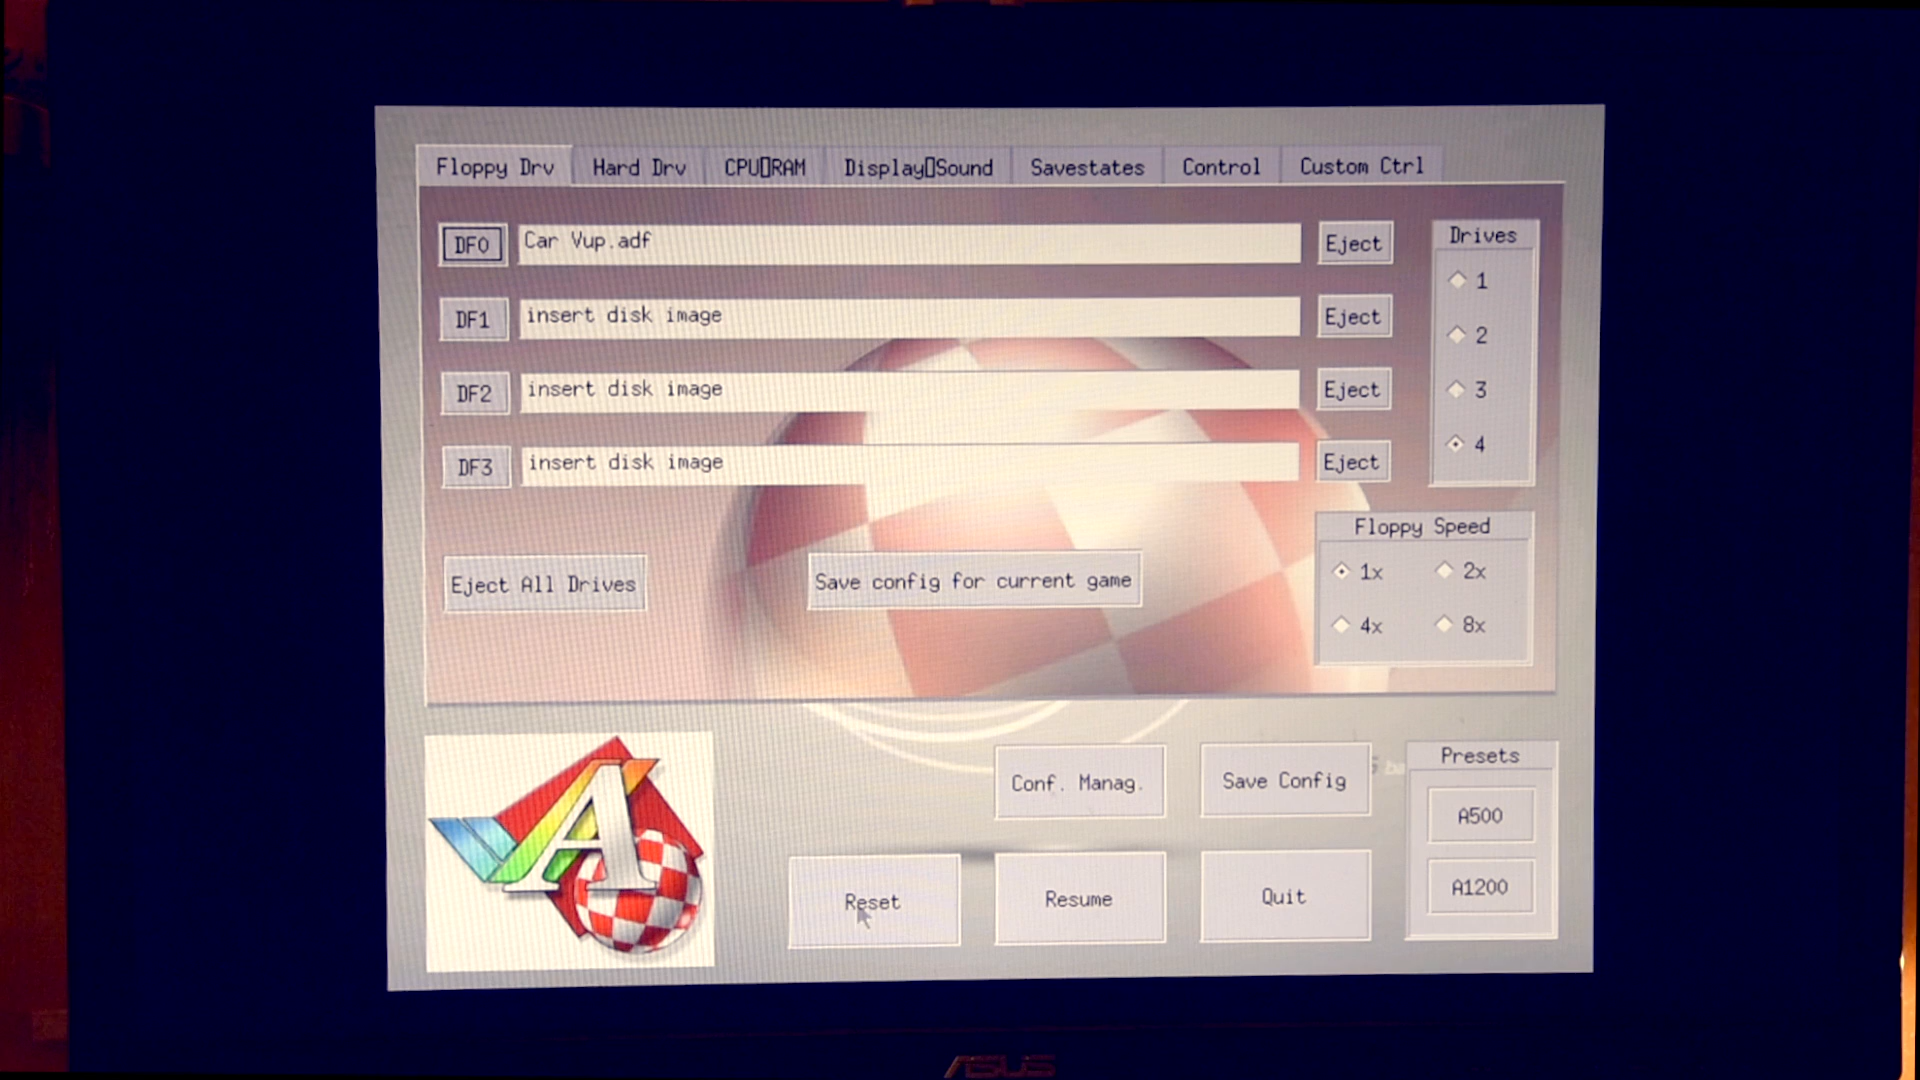 Floppy Drv Hard Drv CPU▯RAM Display▯Sound Savestates Control Custom Ctrl
DF0 Car Vup.adf Eject
DF1 insert disk image Eject
DF2 insert disk image Eject
DF3 insert disk image Eject
Drives
1
2
3
4
Eject All Drives Save config for current game
Floppy Speed
1x 2x
4x 8x
A
Conf. Manag. Save Config
Reset Resume Quit
Presets
A500
A1200
ASUS